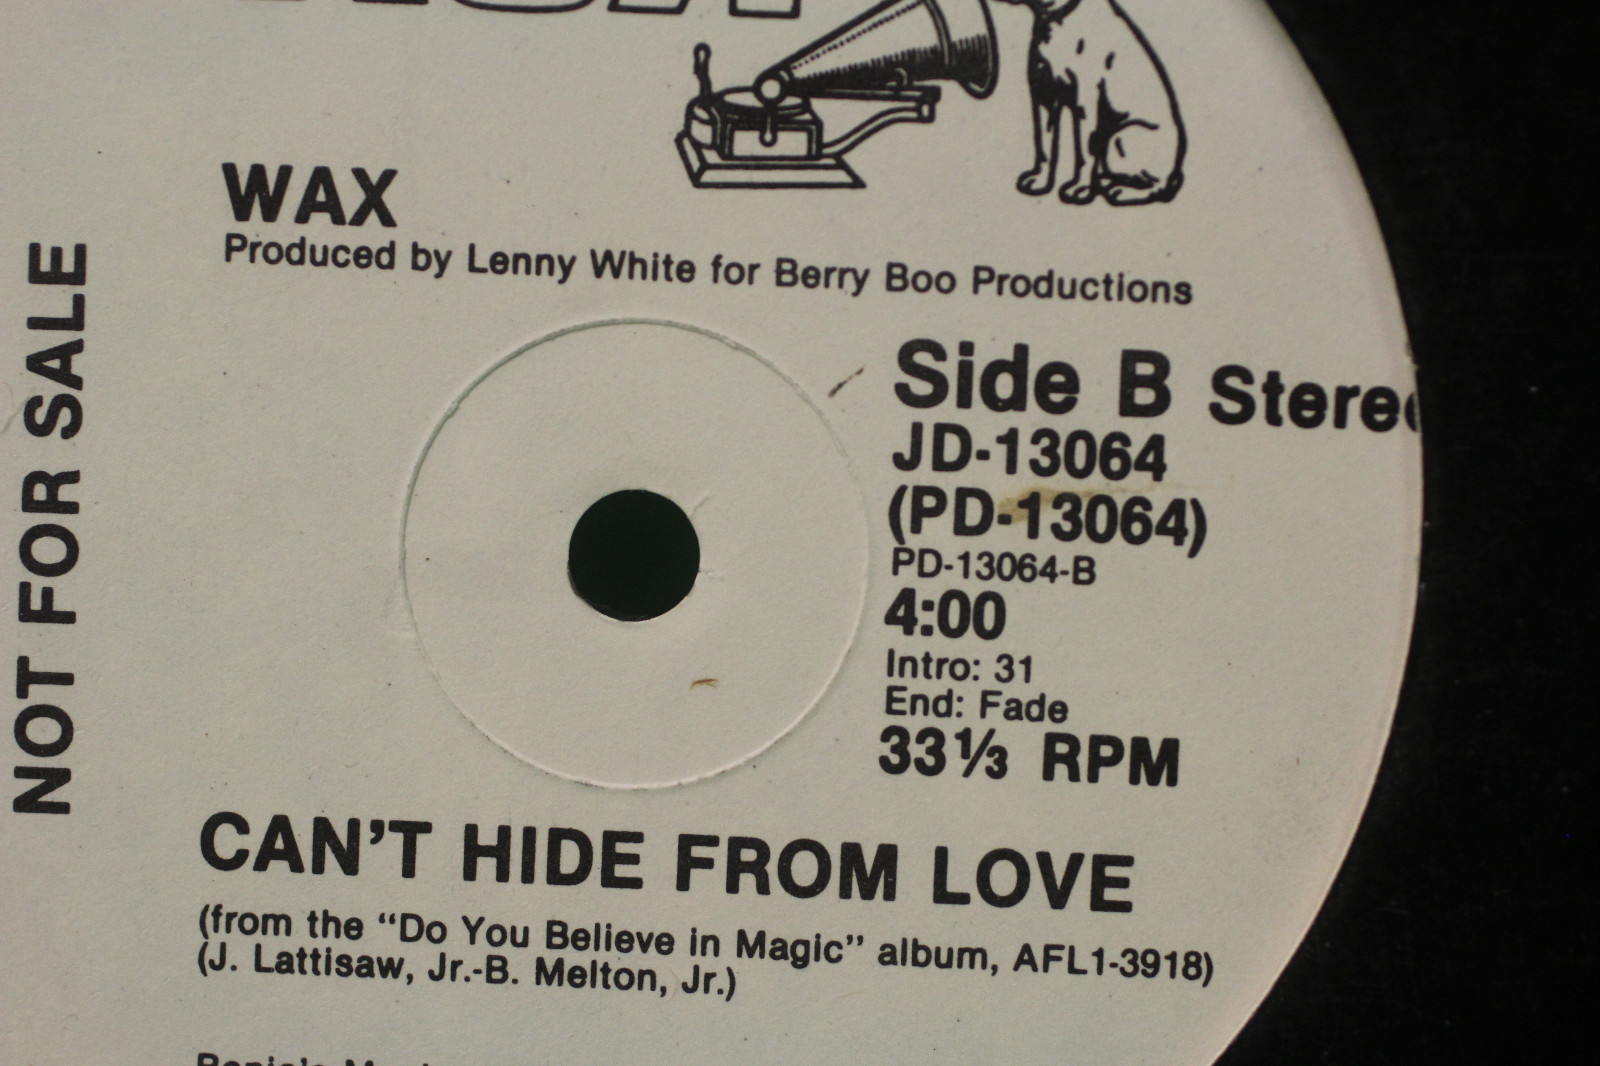 WAX
Produced by Lenny White for Berry Boo Productions
NOT FOR SALE
Side B Stereo
JD-13064
(PD-13064)
PD-13064-B
4:00
Intro: 31
End: Fade
33⅓ RPM
CAN'T HIDE FROM LOVE
(from the "Do You Believe in Magic" album, AFL1-3918)
(J. Lattisaw, Jr.-B. Melton, Jr.)